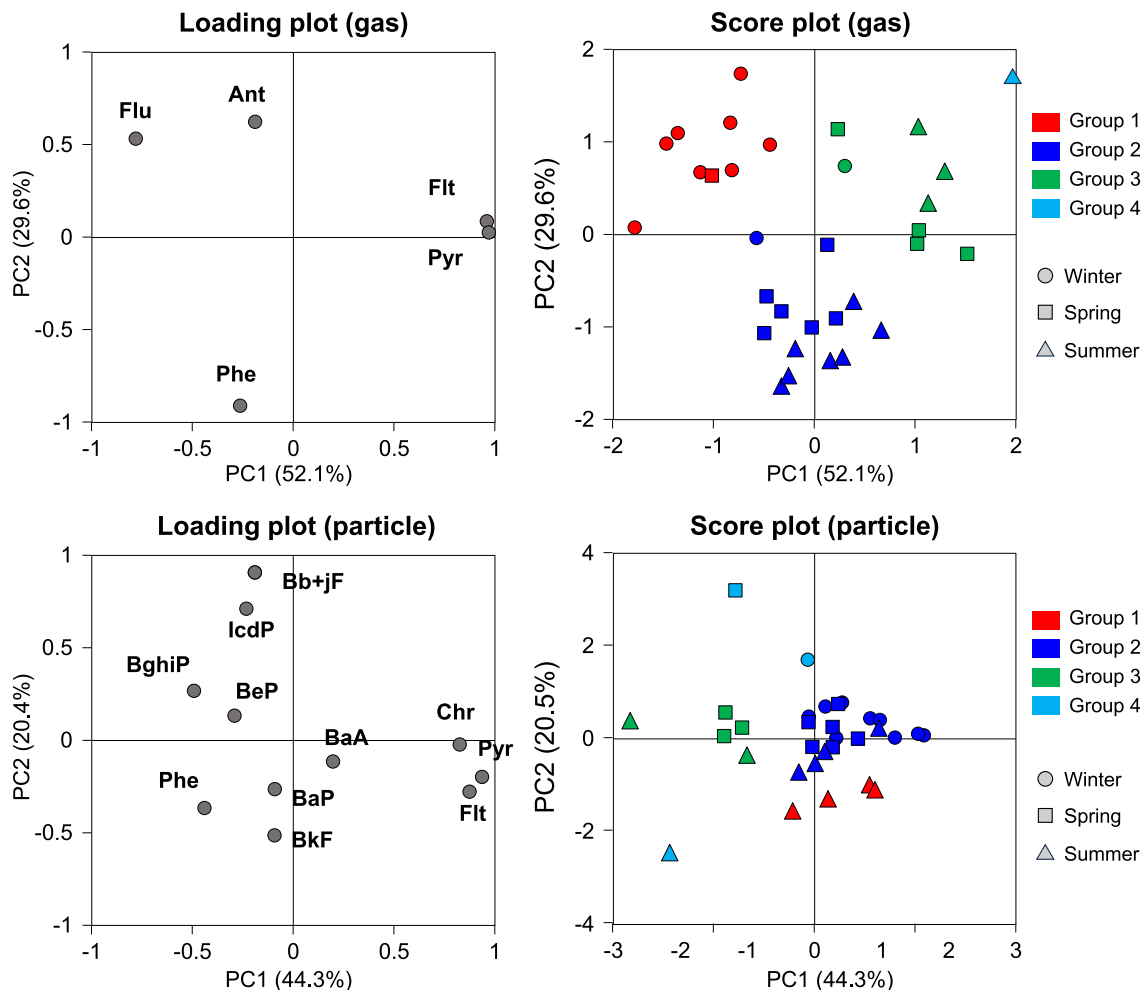 Loading plot (gas)
1
0.5
0
-0.5
-1
-1 -0.5 0 0.5 1
PC2 (29.6%)
PC1 (52.1%)
Flu
Ant
Flt
Pyr
Phe
Score plot (gas)
2
1
0
-1
-2
-2 -1 0 1 2
PC2 (29.6%)
PC1 (52.1%)
Group 1
Group 2
Group 3
Group 4
Winter
Spring
Summer
Loading plot (particle)
1
0.5
0
-0.5
-1
-1 -0.5 0 0.5 1
PC2 (20.4%)
PC1 (44.3%)
Bb+jF
IcdP
BghiP
BeP
Chr
BaA
Pyr
Phe
BaP
Flt
BkF
Score plot (particle)
4
2
0
-2
-4
-3 -2 -1 0 1 2 3
PC2 (20.5%)
PC1 (44.3%)
Group 1
Group 2
Group 3
Group 4
Winter
Spring
Summer